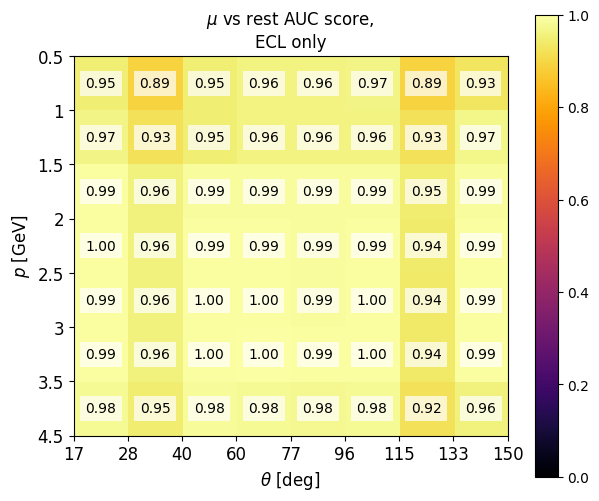 μ vs rest AUC score,
ECL only
0.5
0.95 0.89 0.95 0.96 0.96 0.97 0.89 0.93
1
0.97 0.93 0.95 0.96 0.96 0.96 0.93 0.97
1.5
0.99 0.96 0.99 0.99 0.99 0.99 0.95 0.99
2
1.00 0.96 0.99 0.99 0.99 0.99 0.94 0.99
2.5
0.99 0.96 1.00 1.00 0.99 1.00 0.94 0.99
3
0.99 0.96 1.00 1.00 0.99 1.00 0.94 0.99
3.5
0.98 0.95 0.98 0.98 0.98 0.98 0.92 0.96
4.5
p [GeV]
17 28 40 60 77 96 115 133 150
θ [deg]
1.0
0.8
0.6
0.4
0.2
0.0